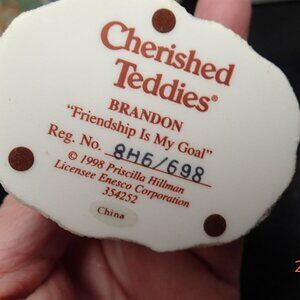 Cherished
Teddies®
BRANDON
"Friendship Is My Goal"
Reg. No. 8H6/698
© 1998 Priscilla Hillman
Licensee Enesco Corporation
354252
China